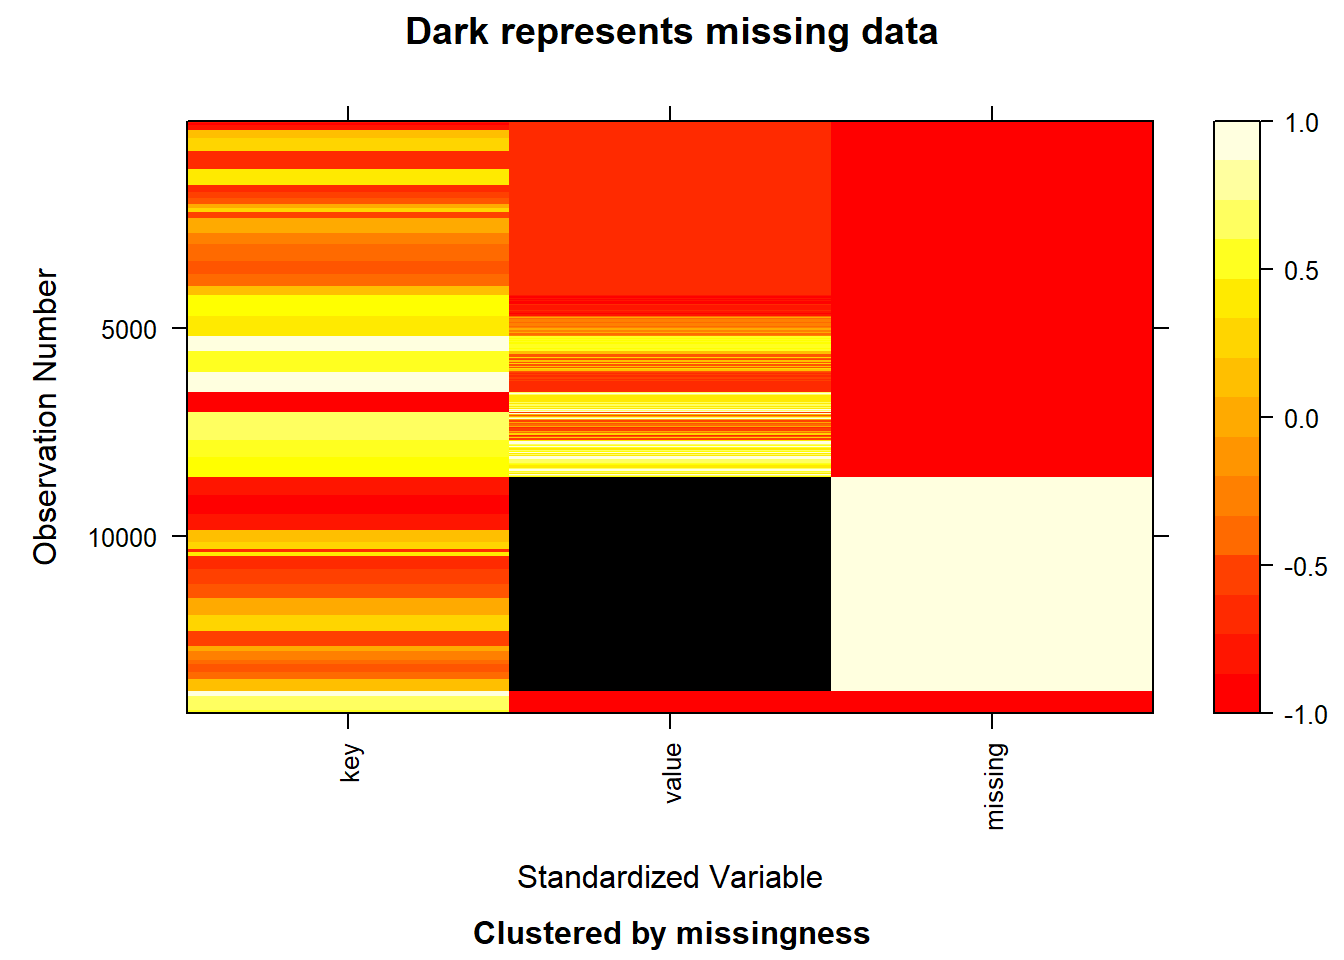 Dark represents missing data
1.0
0.5
0.0
-0.5
-1.0
Observation Number
5000
10000
key
value
missing
Standardized Variable
Clustered by missingness